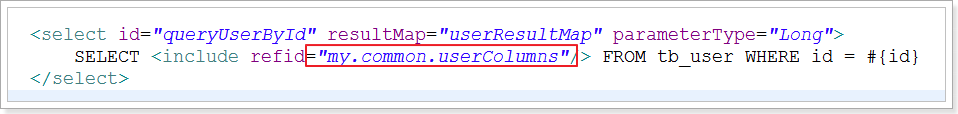 <select id="queryUserById" resultMap="userResultMap" parameterType="Long">
SELECT <include refid="my.common.userColumns"/> FROM tb_user WHERE id = #{id}
</select>